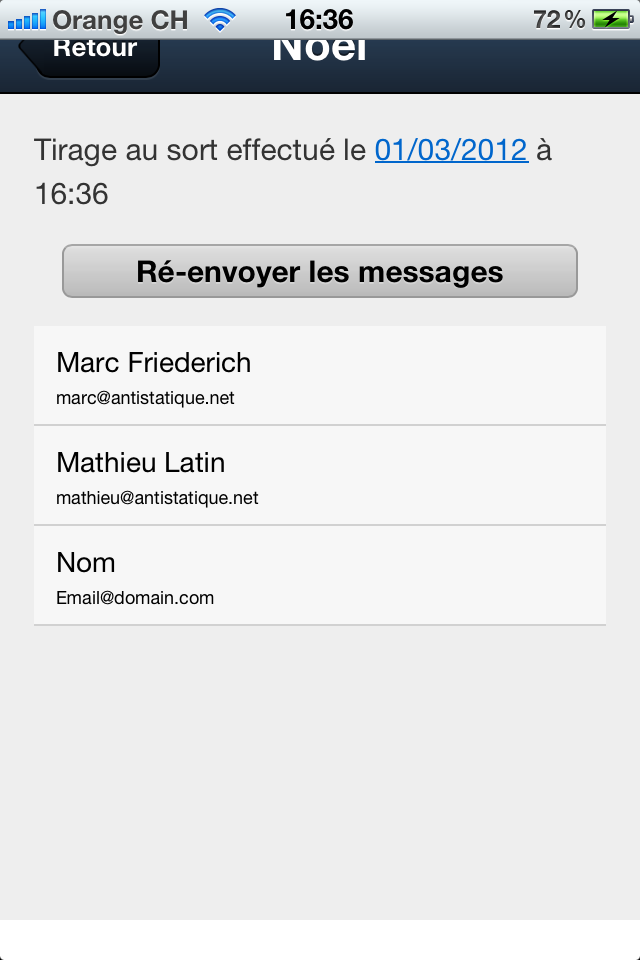 Orange CH 16:36 72 %
Retour Noël
Tirage au sort effectué le 01/03/2012 à
16:36
Ré-envoyer les messages
Marc Friederich
marc@antistatique.net
Mathieu Latin
mathieu@antistatique.net
Nom
Email@domain.com